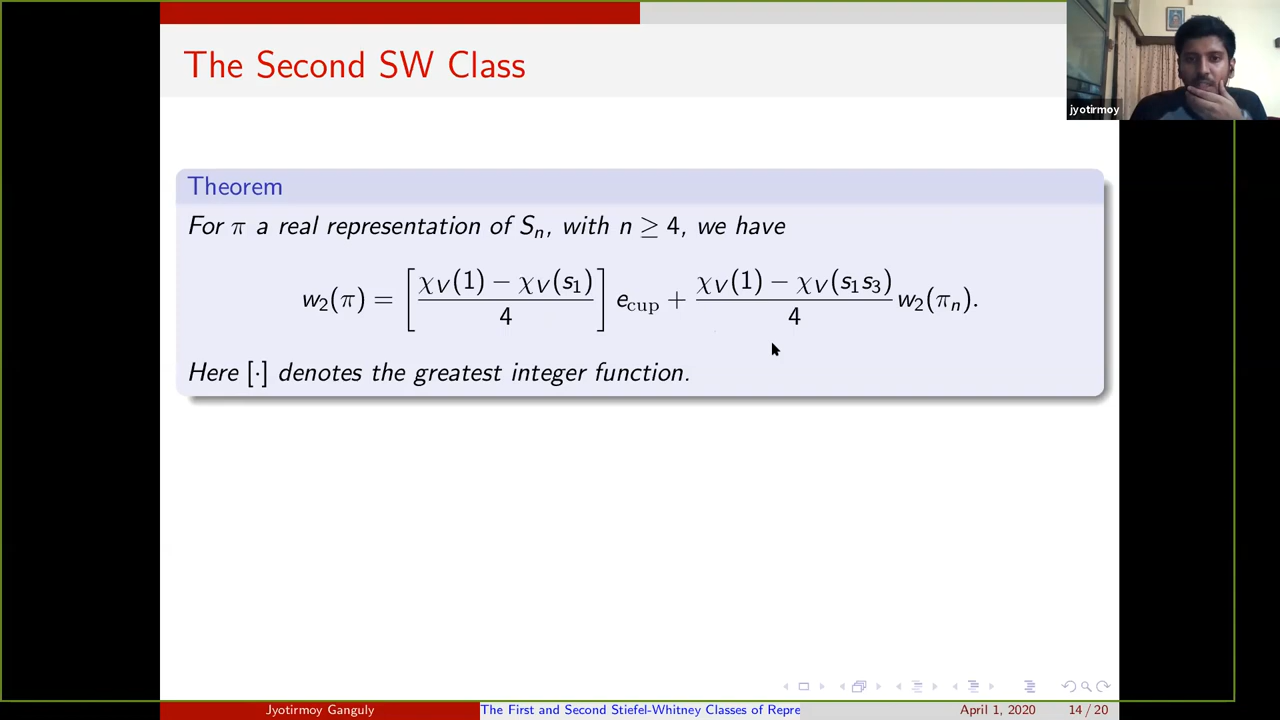 The Second SW Class
jyotirmoy
Theorem
For π a real representation of Sₙ, with n ≥ 4, we have
w₂(π) = [ (χ_V(1) − χ_V(s₁)) / 4 ] e_cup + (χ_V(1) − χ_V(s₁s₃)) / 4 w₂(πₙ).
Here [·] denotes the greatest integer function.
Jyotirmoy Ganguly
The First and Second Stiefel-Whitney Classes of Repre
April 1, 2020
14 / 20